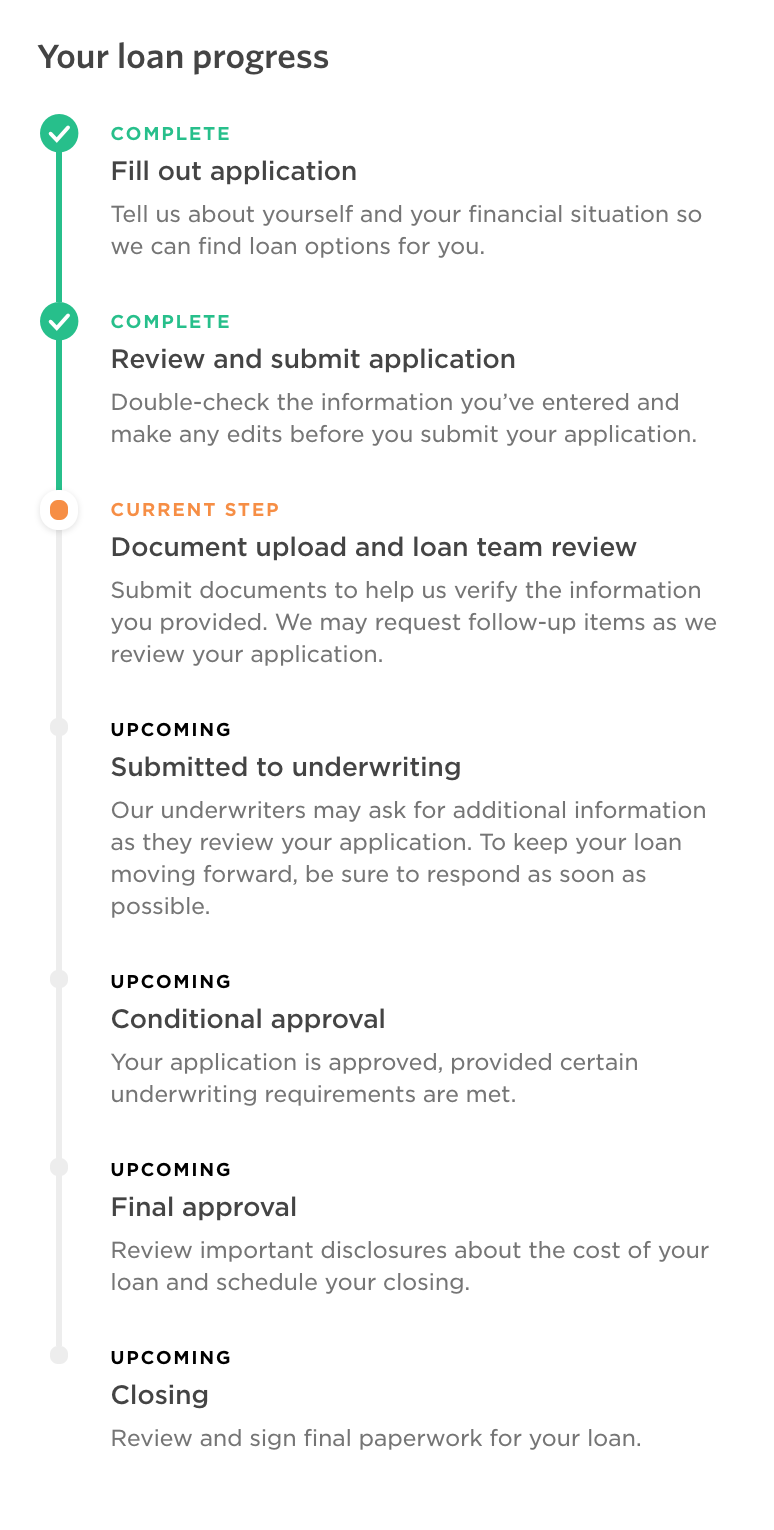 Your loan progress
COMPLETE
Fill out application
Tell us about yourself and your financial situation so
we can find loan options for you.
COMPLETE
Review and submit application
Double-check the information you’ve entered and
make any edits before you submit your application.
CURRENT STEP
Document upload and loan team review
Submit documents to help us verify the information
you provided. We may request follow-up items as we
review your application.
UPCOMING
Submitted to underwriting
Our underwriters may ask for additional information
as they review your application. To keep your loan
moving forward, be sure to respond as soon as
possible.
UPCOMING
Conditional approval
Your application is approved, provided certain
underwriting requirements are met.
UPCOMING
Final approval
Review important disclosures about the cost of your
loan and schedule your closing.
UPCOMING
Closing
Review and sign final paperwork for your loan.